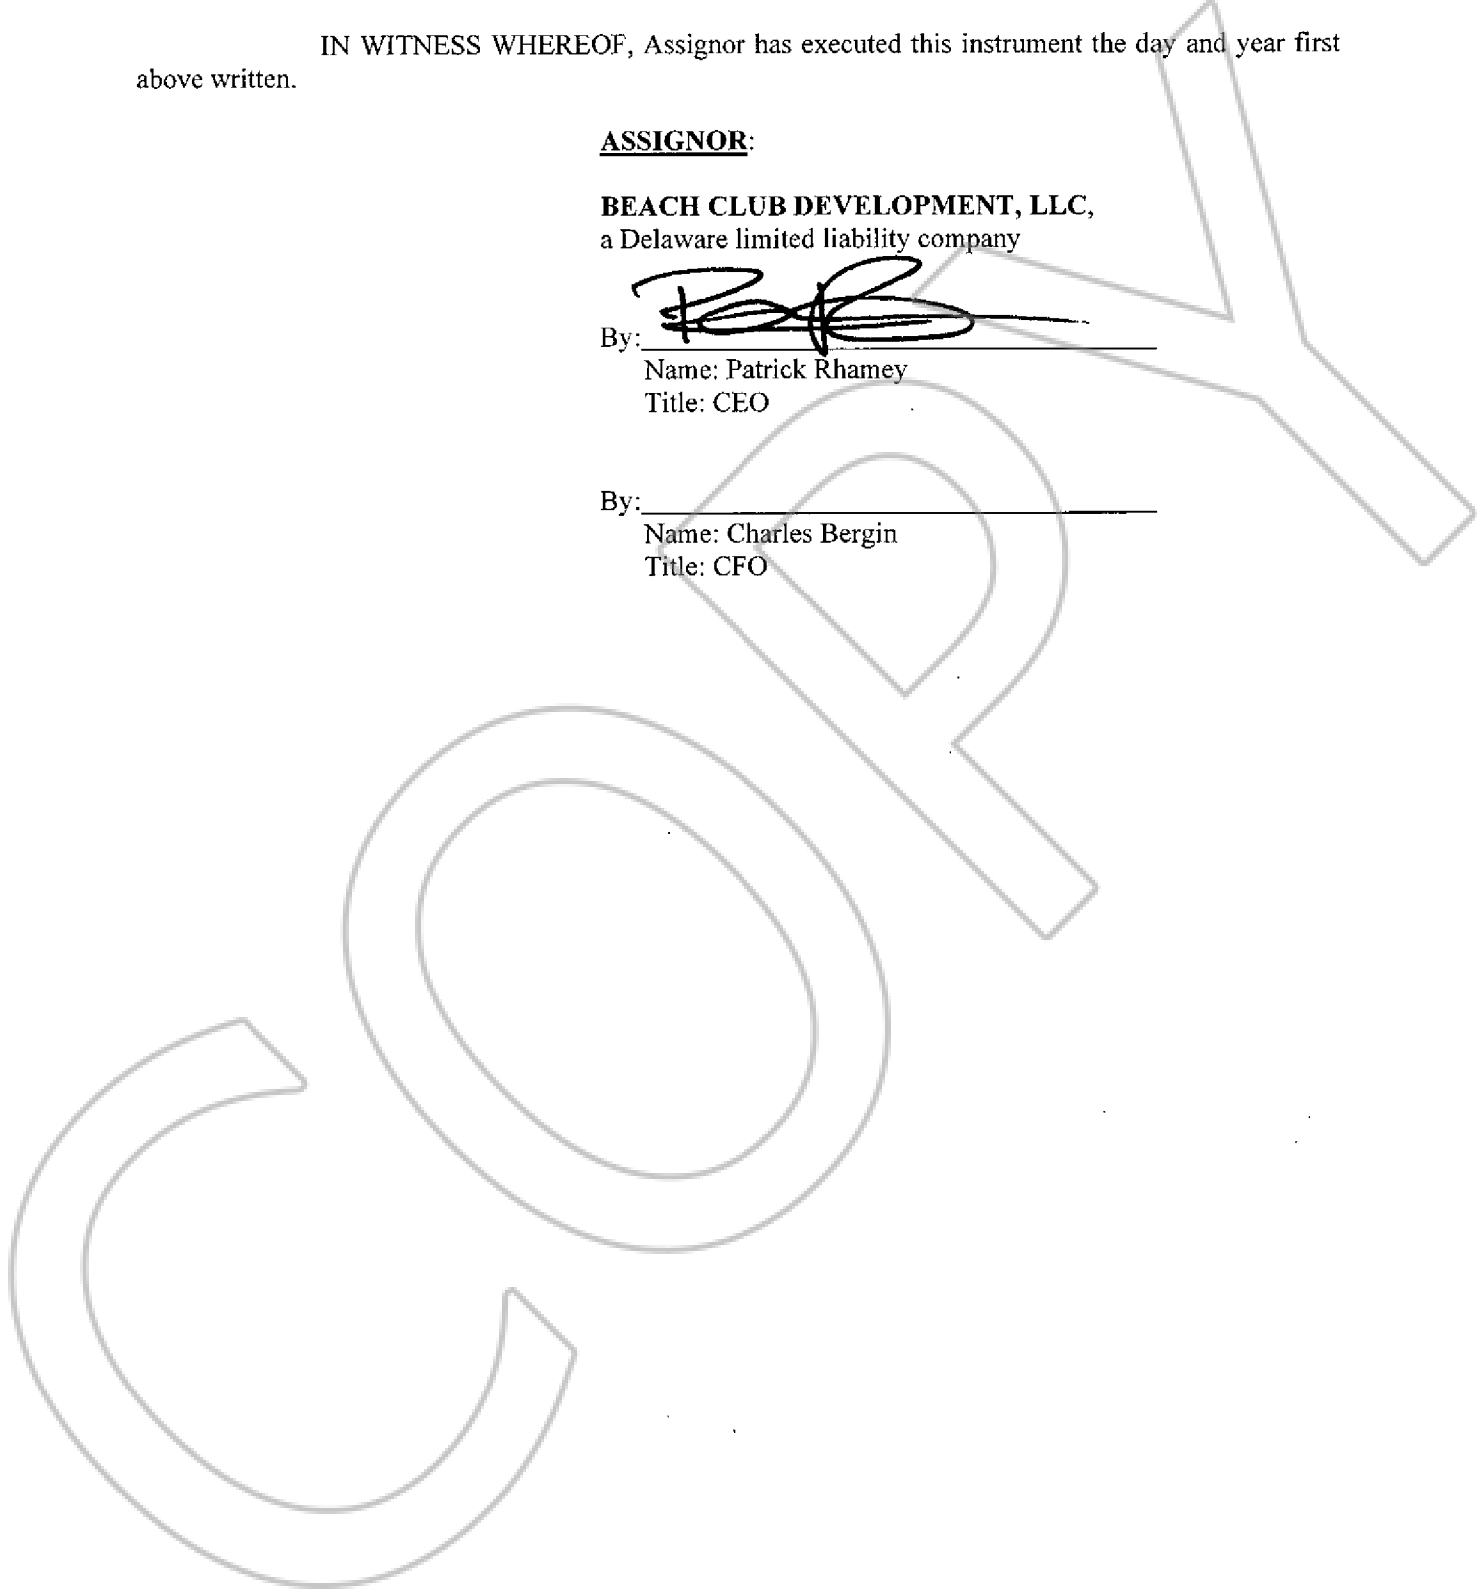 IN WITNESS WHEREOF, Assignor has executed this instrument the day and year first
above written.
ASSIGNOR:
BEACH CLUB DEVELOPMENT, LLC,
a Delaware limited liability company
By:
Name: Patrick Rhamey
Title: CEO
By:
Name: Charles Bergin
Title: CFO
COPY